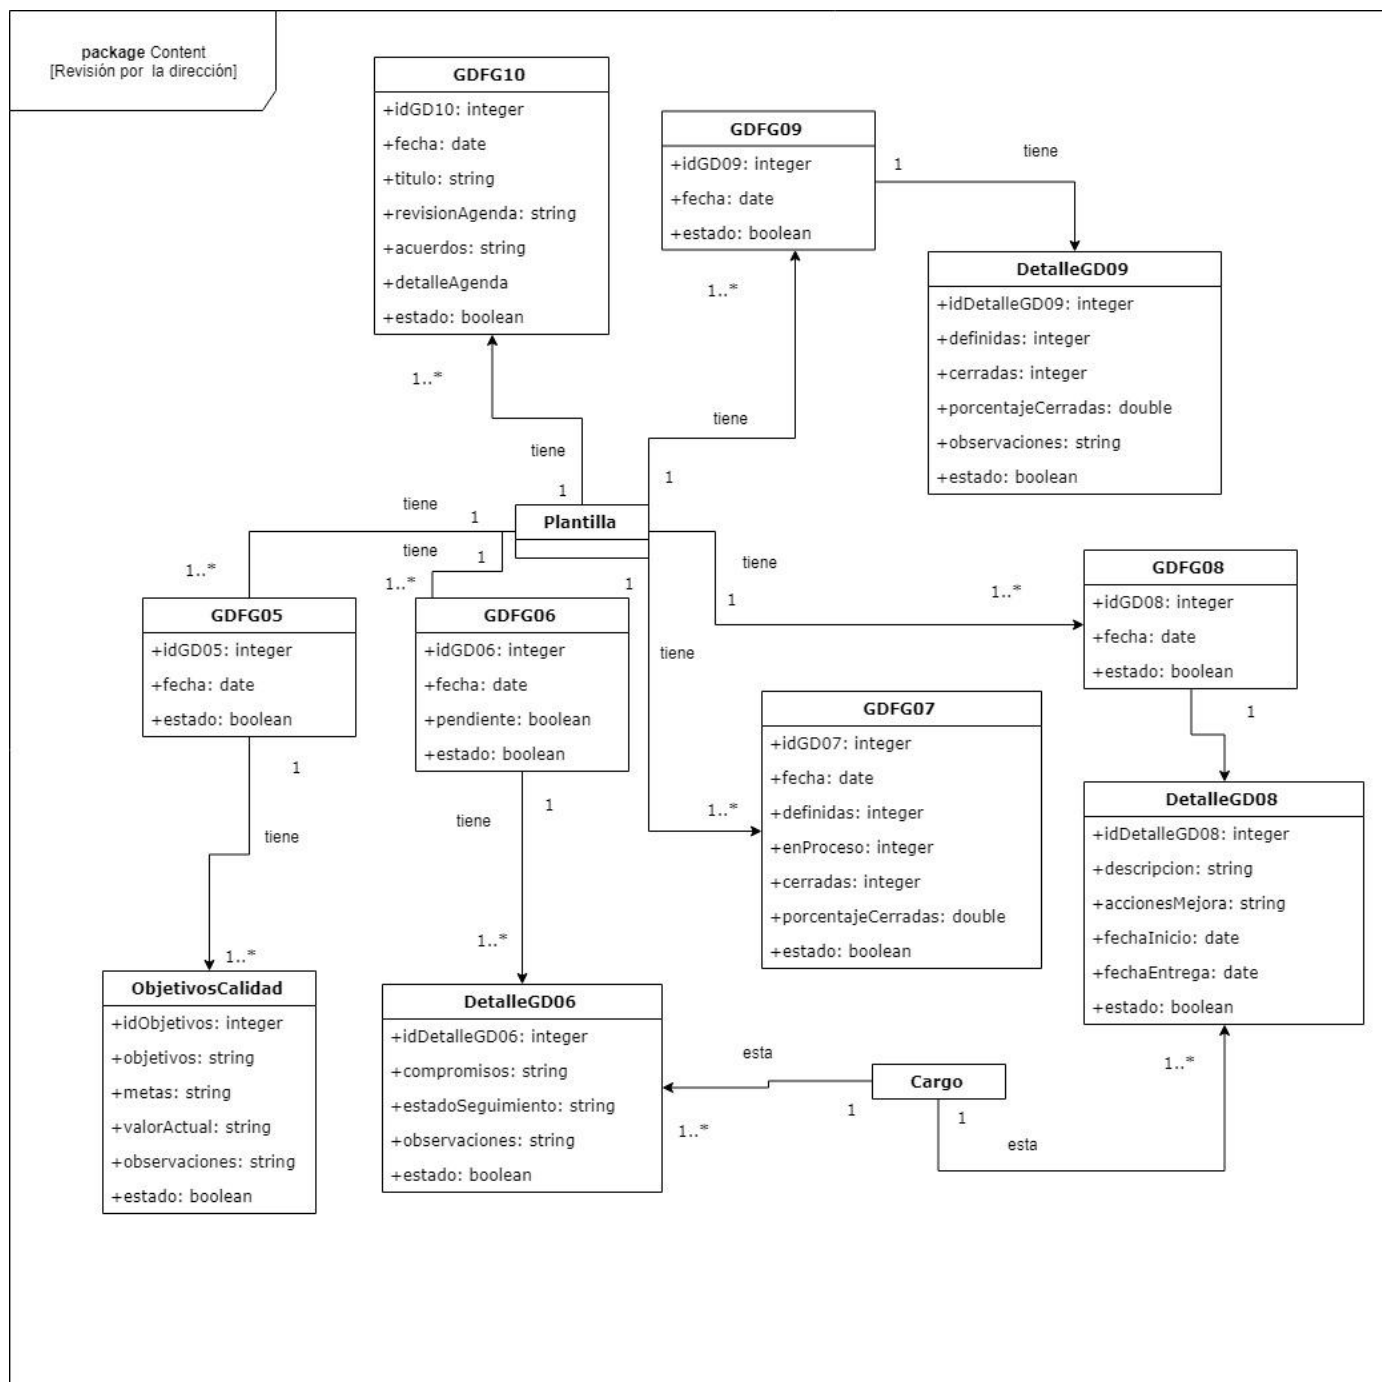 package Content
[Revisión por la dirección]
GDFG10
+idGD10: integer
+fecha: date
+titulo: string
+revisionAgenda: string
+acuerdos: string
+detalleAgenda
+estado: boolean
1..*
tiene
1
GDFG09
+idGD09: integer
+fecha: date
+estado: boolean
1..*
tiene
1
1
tiene
DetalleGD09
+idDetalleGD09: integer
+definidas: integer
+cerradas: integer
+porcentajeCerradas: double
+observaciones: string
+estado: boolean
Plantilla
tiene
1
1..*
tiene
1
1..*
1
tiene
1..*
tiene
1
1..*
GDFG05
+idGD05: integer
+fecha: date
+estado: boolean
1
tiene
1..*
GDFG06
+idGD06: integer
+fecha: date
+pendiente: boolean
+estado: boolean
1
tiene
1..*
GDFG07
+idGD07: integer
+fecha: date
+definidas: integer
+enProceso: integer
+cerradas: integer
+porcentajeCerradas: double
+estado: boolean
GDFG08
+idGD08: integer
+fecha: date
+estado: boolean
1
DetalleGD08
+idDetalleGD08: integer
+descripcion: string
+accionesMejora: string
+fechaInicio: date
+fechaEntrega: date
+estado: boolean
1..*
ObjetivosCalidad
+idObjetivos: integer
+objetivos: string
+metas: string
+valorActual: string
+observaciones: string
+estado: boolean
DetalleGD06
+idDetalleGD06: integer
+compromisos: string
+estadoSeguimiento: string
+observaciones: string
+estado: boolean
esta
1..*
1
Cargo
1
esta